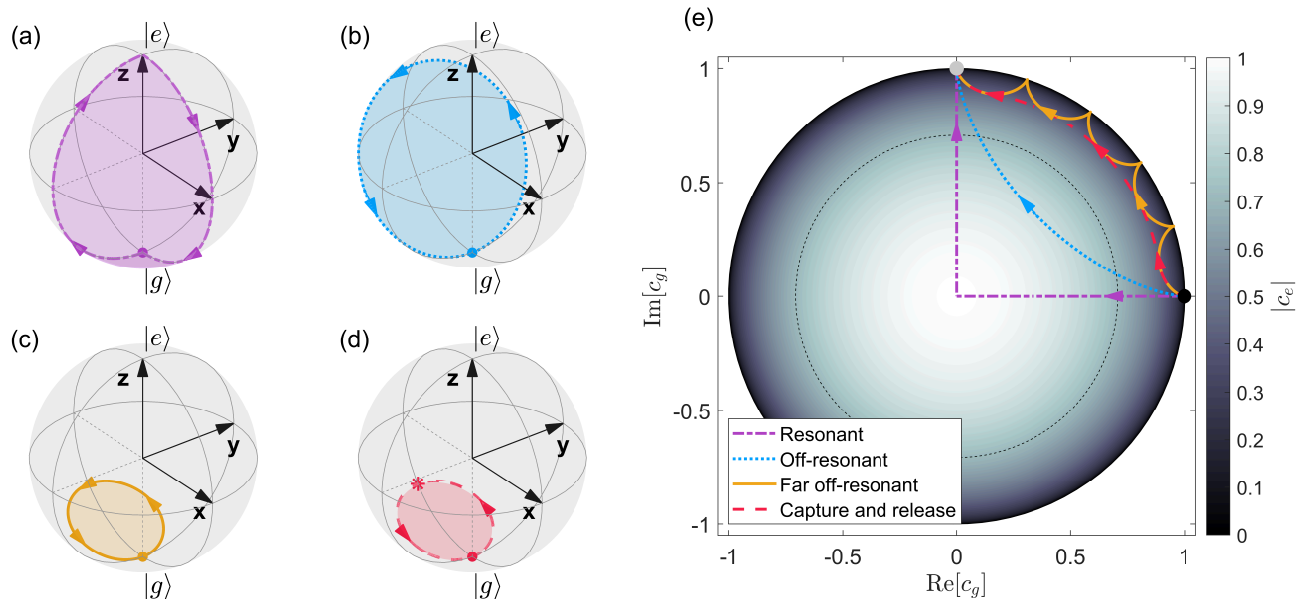 (a)
|e⟩
z
y
x
|g⟩
(b)
|e⟩
z
y
x
|g⟩
(c)
|e⟩
z
y
x
|g⟩
(d)
|e⟩
z
y
x
|g⟩
(e)
1
0.5
0
-0.5
-1
Im[c_g]
-1
-0.5
0
0.5
1
Re[c_g]
Resonant
Off-resonant
Far off-resonant
Capture and release
1
0.9
0.8
0.7
0.6
0.5
0.4
0.3
0.2
0.1
0
|c_e|